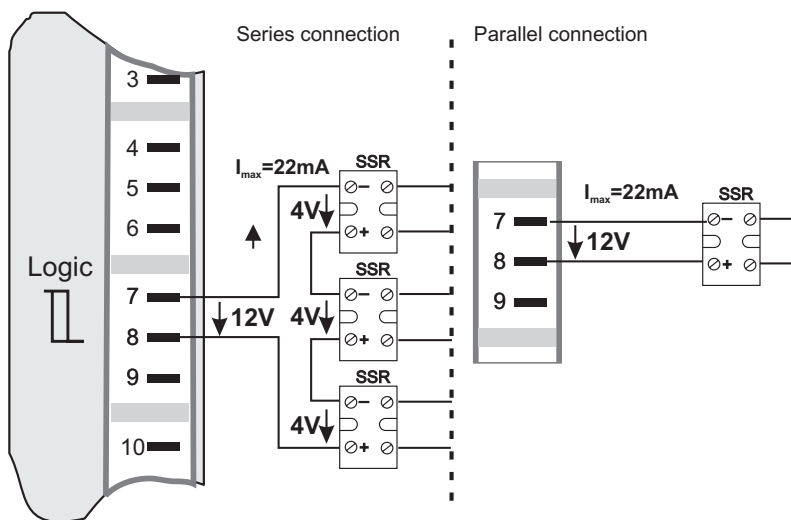 Series connection
Parallel connection
3
4
5
6
7
8
9
10
Logic
Imax=22mA
12V
SSR
4V
−
+
SSR
4V
−
+
SSR
4V
−
+
7
8
9
Imax=22mA
12V
SSR
−
+